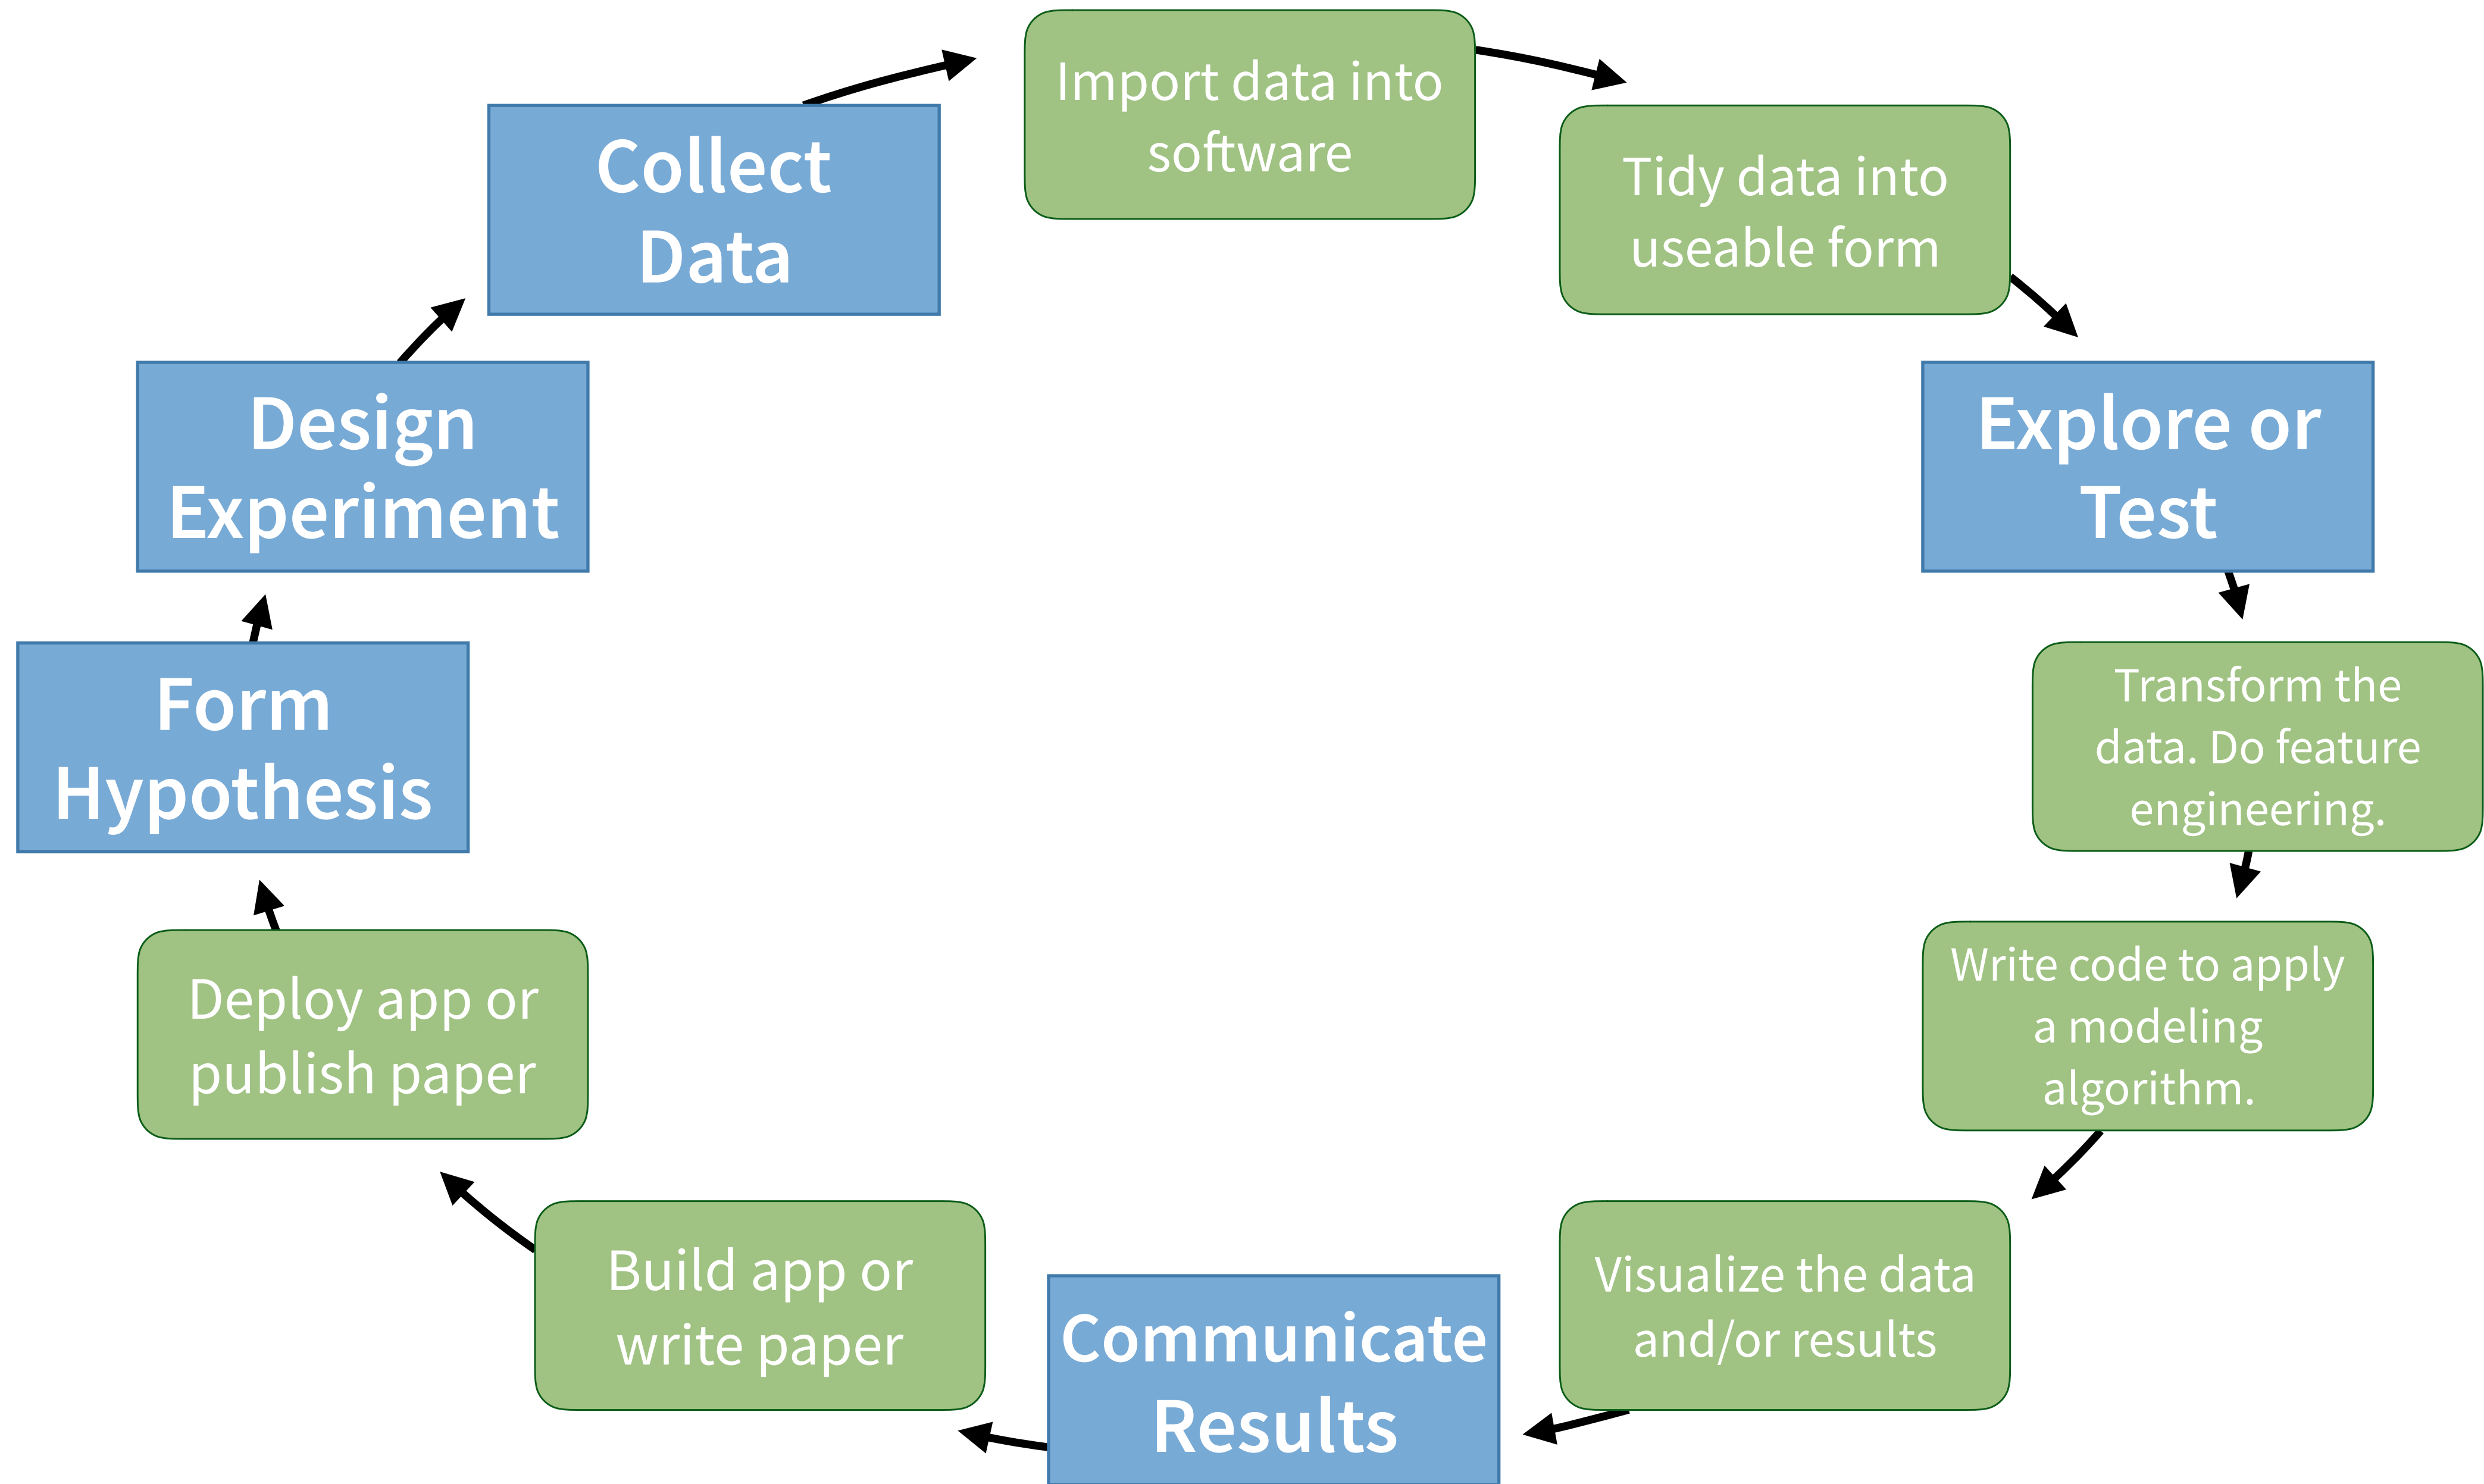 Import data into
software
Collect
Data
Tidy data into
useable form
Design
Experiment
Explore or
Test
Form
Hypothesis
Transform the
data. Do feature
engineering.
Deploy app or
publish paper
Write code to apply
a modeling
algorithm.
Build app or
write paper
Visualize the data
and/or results
Communicate
Results